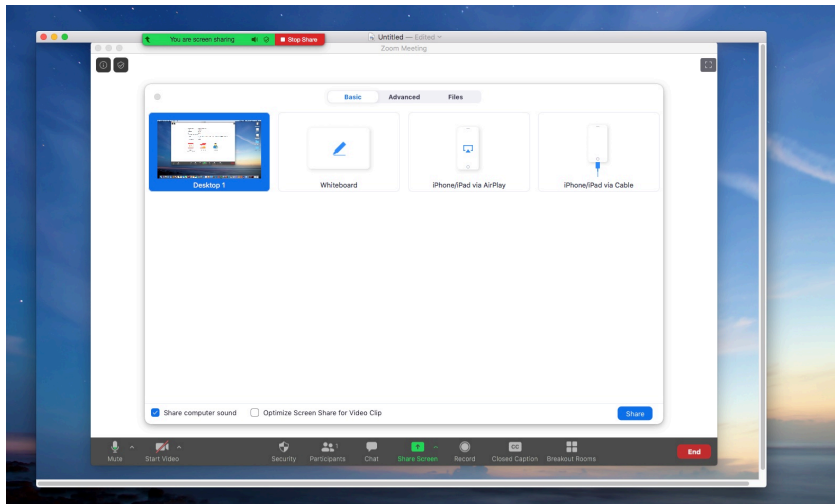 You are screen sharing
Stop Share
Untitled — Edited
Zoom Meeting
Basic
Advanced
Files
Desktop 1
Whiteboard
iPhone/iPad via AirPlay
iPhone/iPad via Cable
Share computer sound
Optimize Screen Share for Video Clip
Share
Mute
Start Video
Security
Participants
1
Chat
Share Screen
Record
CC
Closed Caption
Breakout Rooms
End